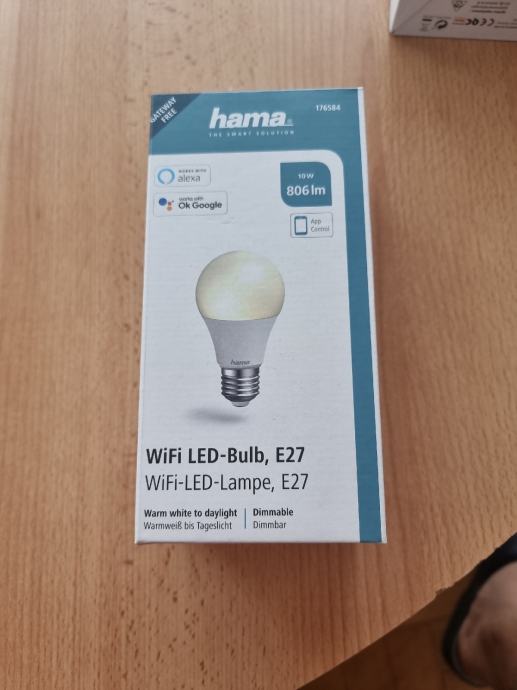 GATEWAY
FREE
hama
THE SMART SOLUTION
176584
WORKS WITH
alexa
works with
Ok Google
10 W
806 lm
App
Control
hama
WiFi LED-Bulb, E27
WiFi-LED-Lampe, E27
Warm white to daylight
Warmweiß bis Tageslicht
Dimmable
Dimmbar